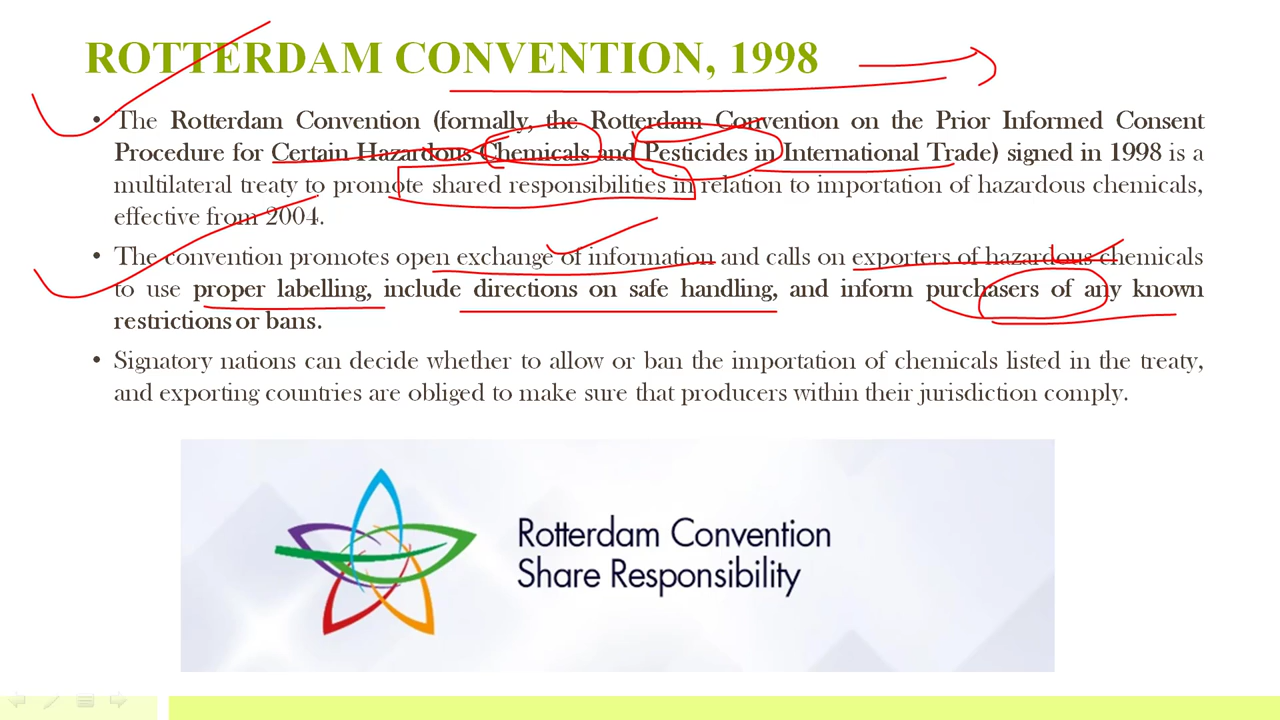 ROTTERDAM CONVENTION, 1998
• The Rotterdam Convention (formally, the Rotterdam Convention on the Prior Informed Consent
Procedure for Certain Hazardous Chemicals and Pesticides in International Trade) signed in 1998 is a
multilateral treaty to promote shared responsibilities in relation to importation of hazardous chemicals,
effective from 2004.
• The convention promotes open exchange of information and calls on exporters of hazardous chemicals
to use proper labelling, include directions on safe handling, and inform purchasers of any known
restrictions or bans.
• Signatory nations can decide whether to allow or ban the importation of chemicals listed in the treaty,
and exporting countries are obliged to make sure that producers within their jurisdiction comply.
Rotterdam Convention
Share Responsibility